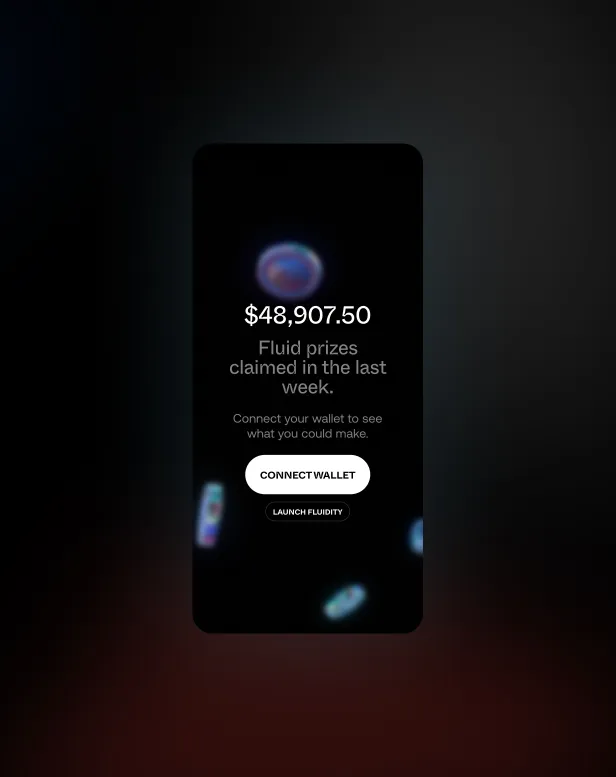 $48,907.50
Fluid prizes
claimed in the last
week.
Connect your wallet to see
what you could make.
CONNECT WALLET
LAUNCH FLUIDITY